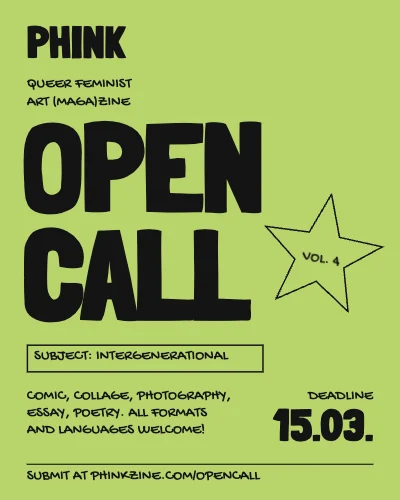 PHINK
QUEER FEMINIST
ART (MAGA)ZINE
OPEN
CALL
VOL. 4
SUBJECT: INTERGENERATIONAL
COMIC, COLLAGE, PHOTOGRAPHY,
ESSAY, POETRY. ALL FORMATS
AND LANGUAGES WELCOME!
DEADLINE
15.03.
SUBMIT AT PHINKZINE.COM/OPENCALL